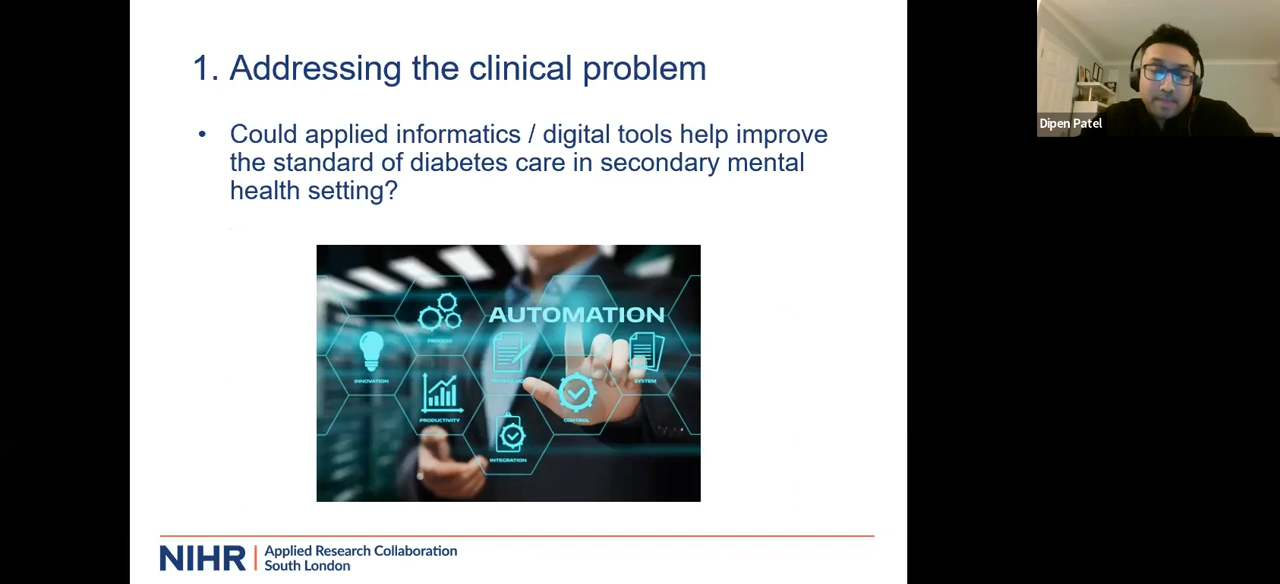 1. Addressing the clinical problem
• Could applied informatics / digital tools help improve
the standard of diabetes care in secondary mental
health setting?
AUTOMATION
PROCESS
INNOVATION
TECHNOLOGY
SYSTEM
PRODUCTIVITY
CONTROL
INTEGRATION
NIHR | Applied Research Collaboration
South London
Dipen Patel